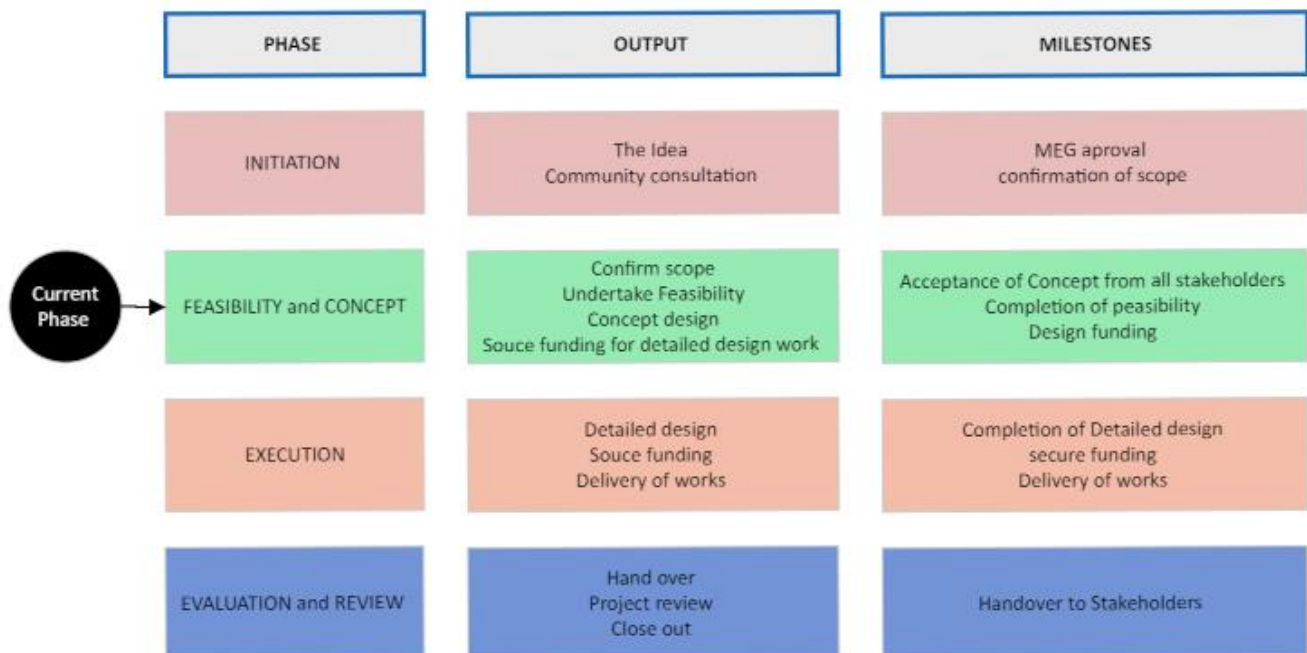 PHASE
OUTPUT
MILESTONES
INITIATION
The Idea
Community consultation
MEG aproval
confirmation of scope
Current
Phase
FEASIBILITY and CONCEPT
Confirm scope
Undertake Feasibility
Concept design
Souce funding for detailed design work
Acceptance of Concept from all stakeholders
Completion of peasibility
Design funding
EXECUTION
Detailed design
Souce funding
Delivery of works
Completion of Detailed design
secure funding
Delivery of works
EVALUATION and REVIEW
Hand over
Project review
Close out
Handover to Stakeholders